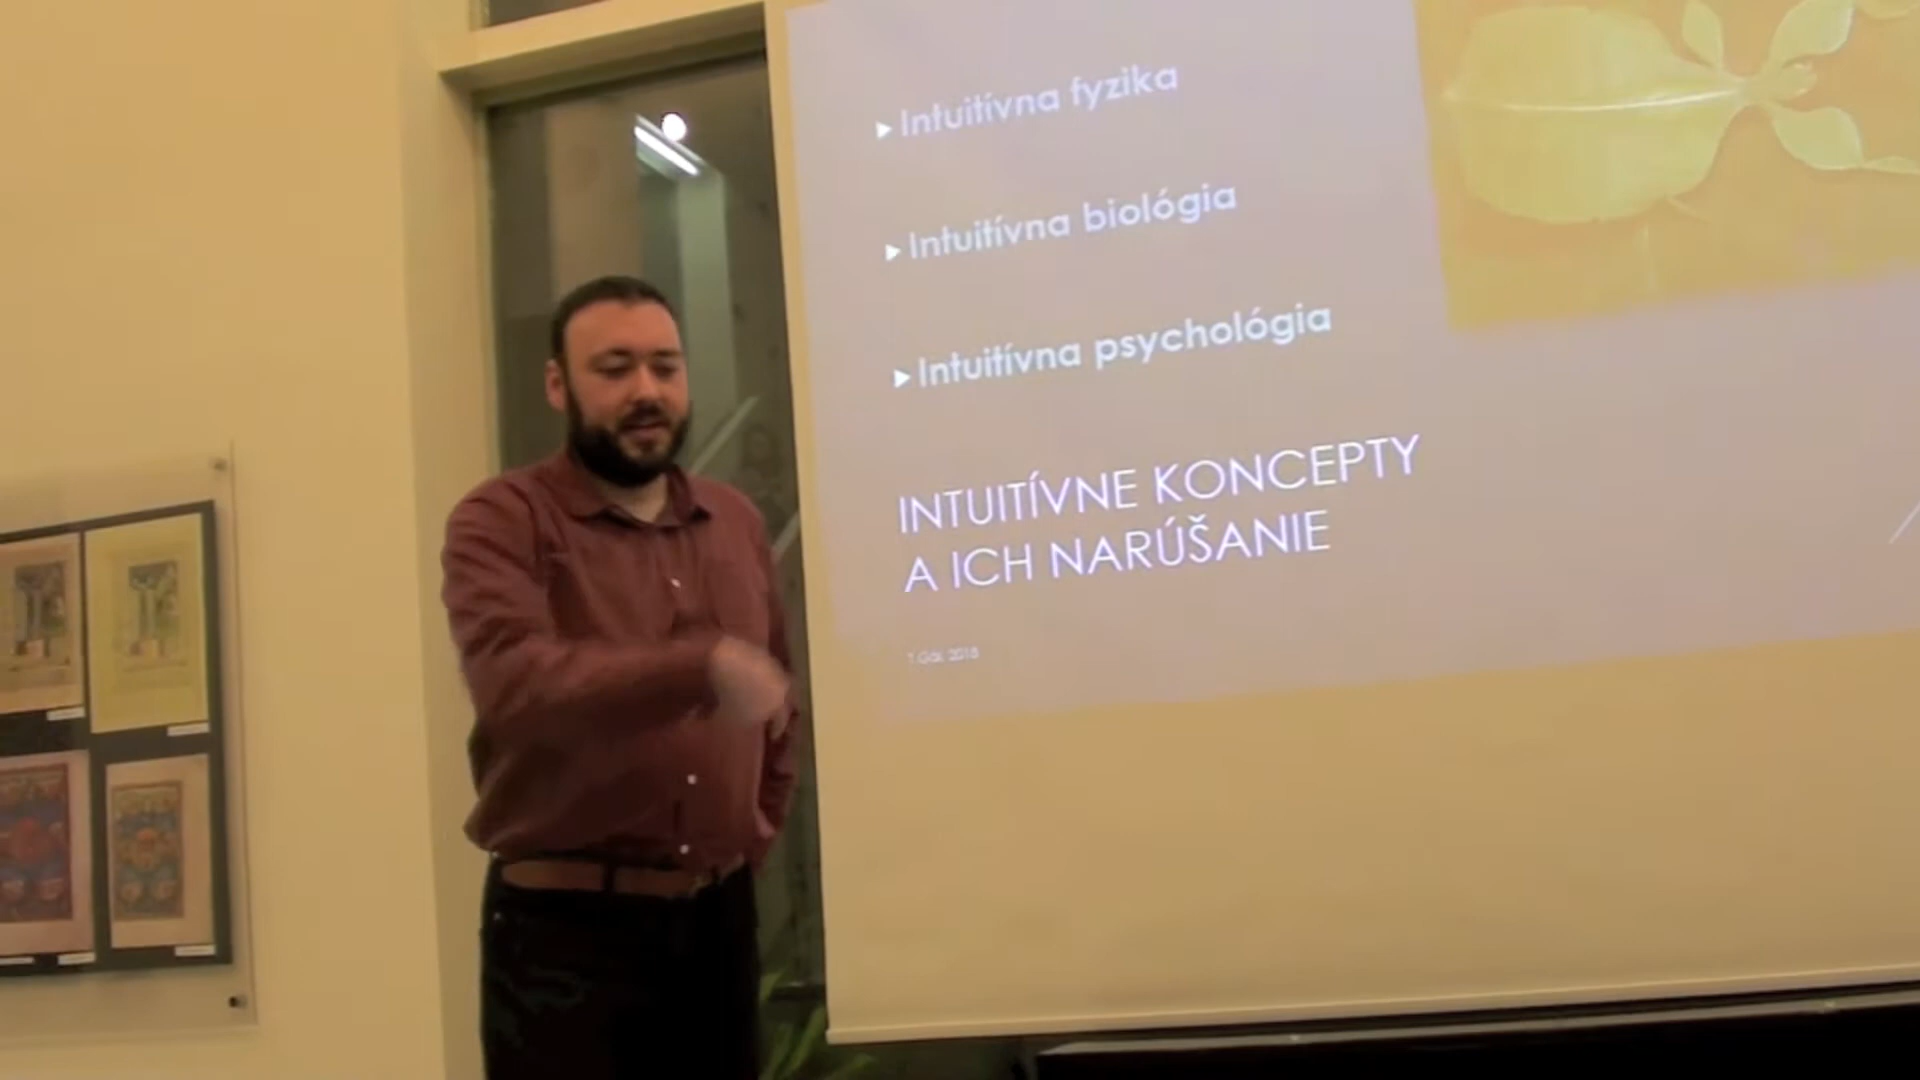 Intuitívna fyzika
Intuitívna biológia
Intuitívna psychológia
INTUITÍVNE KONCEPTY
A ICH NARÚŠANIE